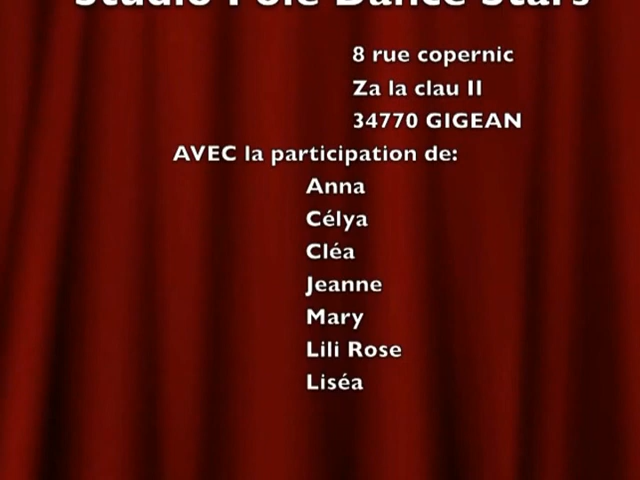 Studio Pole Dance Stars
8 rue copernic
Za la clau II
34770 GIGEAN
AVEC la participation de:
Anna
Célya
Cléa
Jeanne
Mary
Lili Rose
Liséa